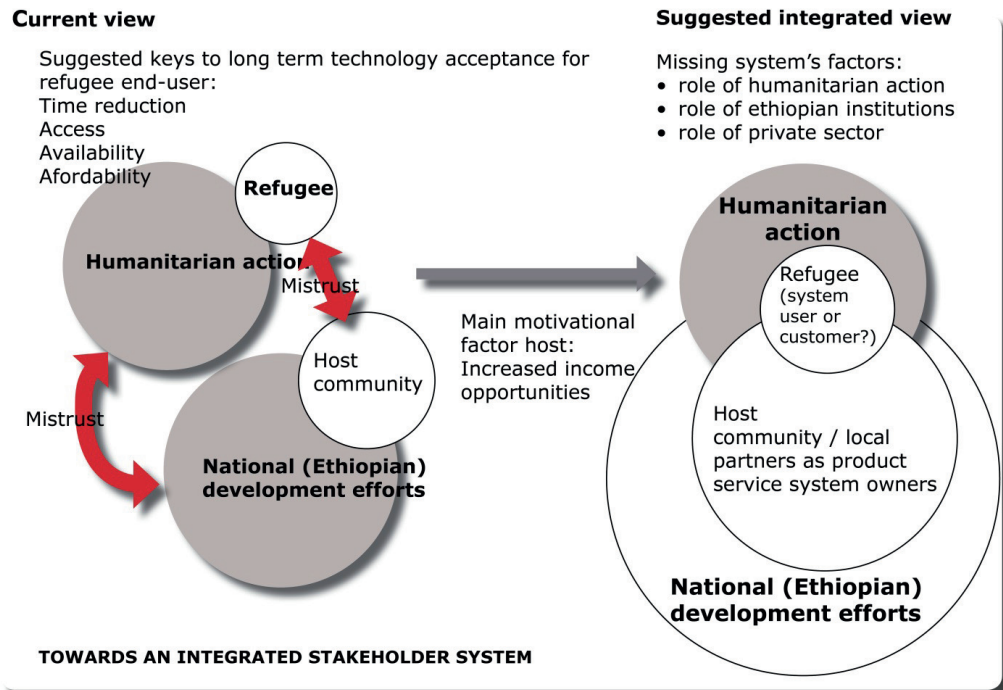 Current view
Suggested keys to long term technology acceptance for
refugee end-user:
Time reduction
Access
Availability
Afordability
Refugee
Humanitarian action
Mistrust
Host
community
Mistrust
National (Ethiopian)
development efforts
TOWARDS AN INTEGRATED STAKEHOLDER SYSTEM
Main motivational
factor host:
Increased income
opportunities
Suggested integrated view
Missing system’s factors:
• role of humanitarian action
• role of ethiopian institutions
• role of private sector
Humanitarian
action
Refugee
(system
user or
customer?)
Host
community / local
partners as product
service system owners
National (Ethiopian)
development efforts